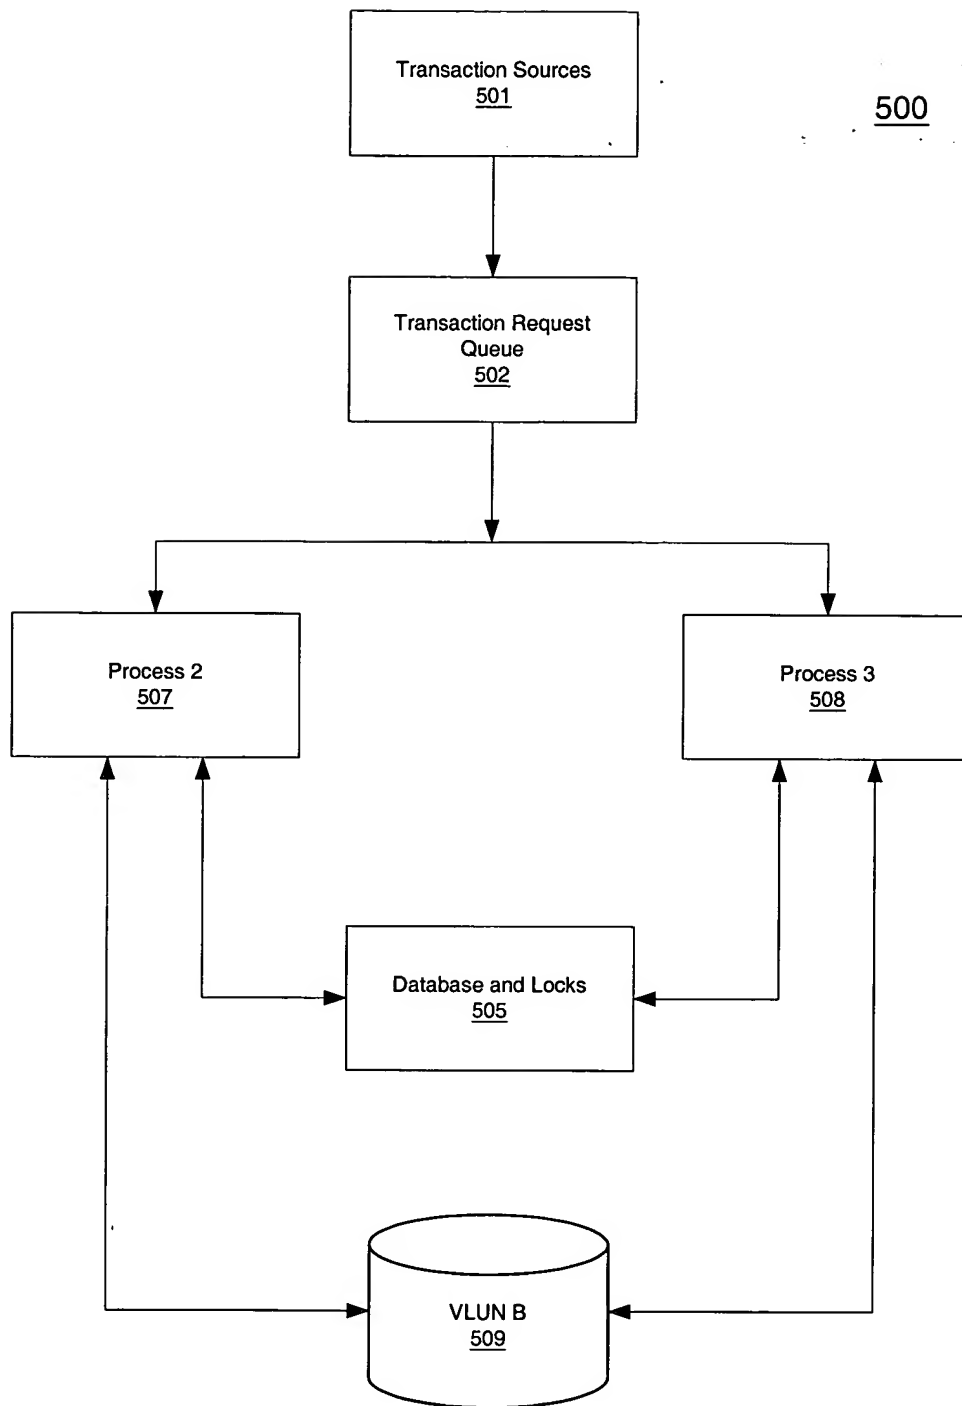 Transaction Sources
501
500
Transaction Request
Queue
502
Process 2
507
Process 3
508
Database and Locks
505
VLUN B
509